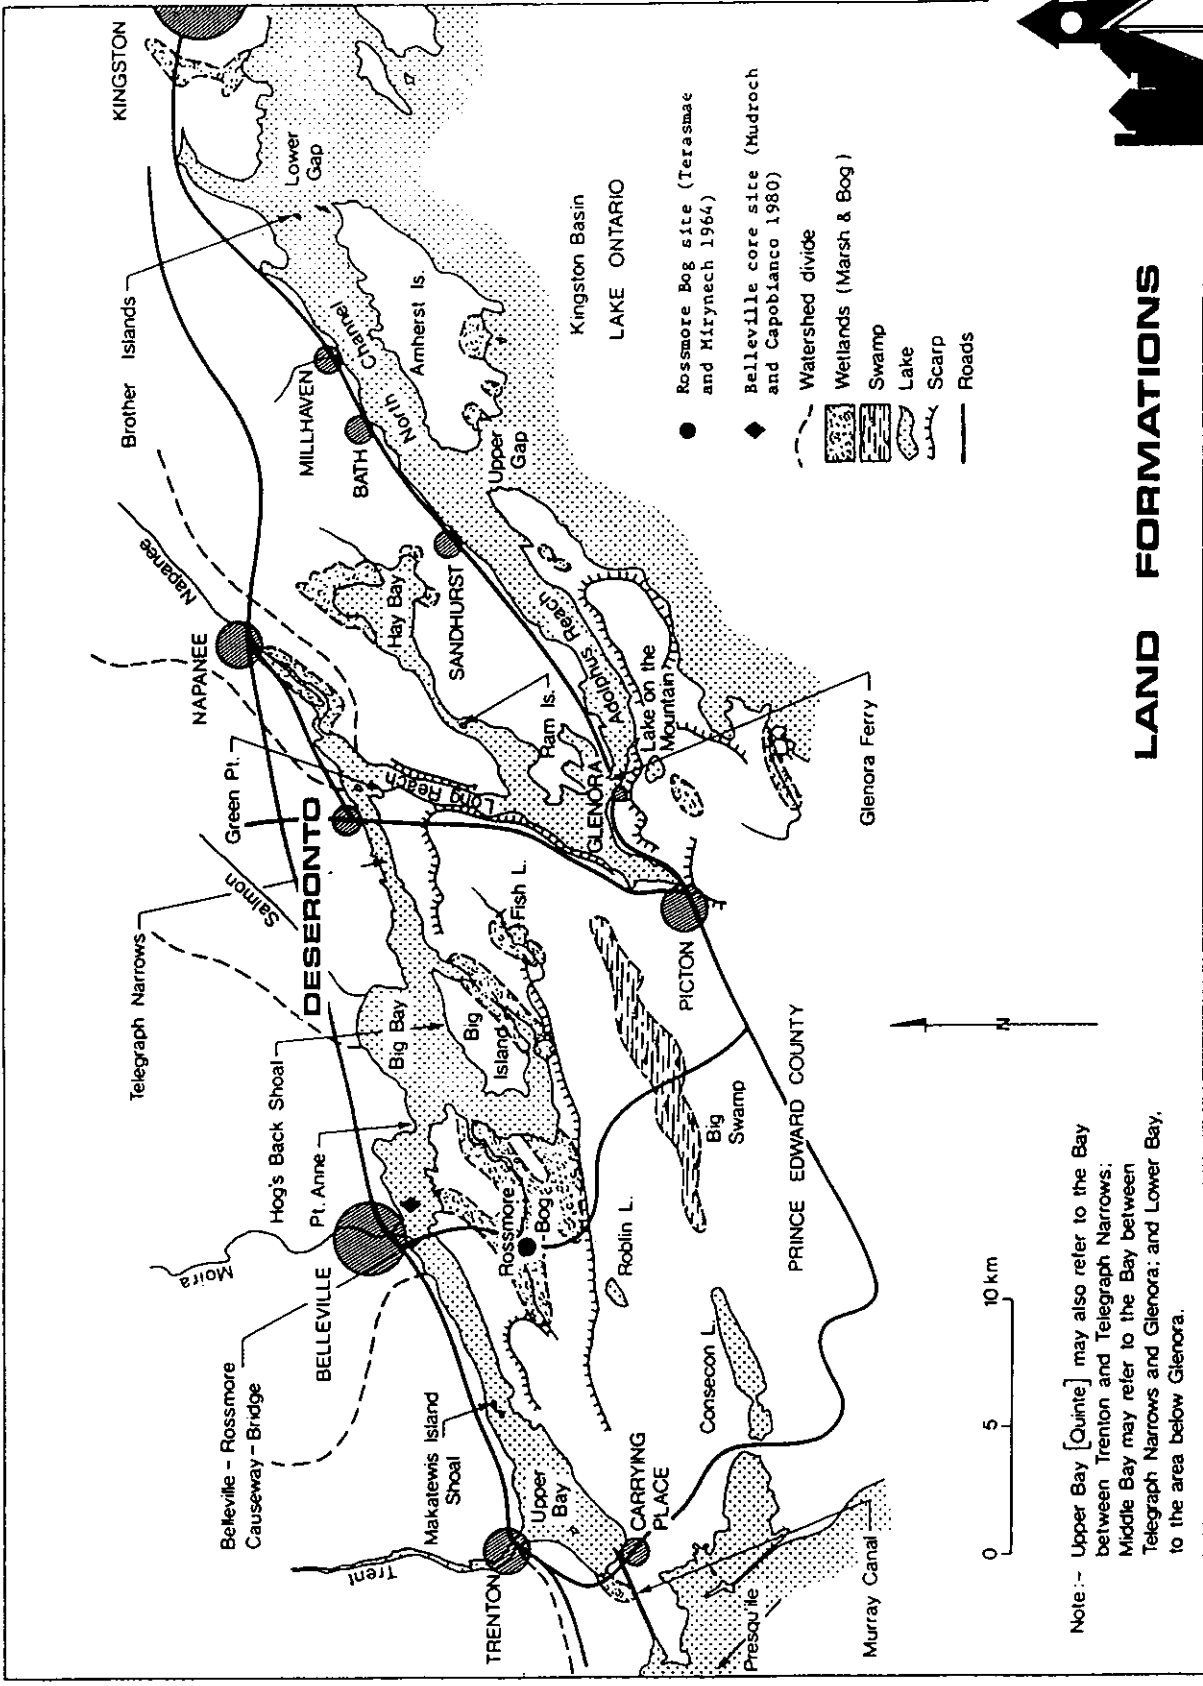 KINGSTON
Brother Islands
Lower
Gap
Napanee
NAPANEE
MILLHAVEN
BATH
North Channel
Amherst Is.
Kingston Basin
LAKE ONTARIO
Upper
Gap
Hay Bay
SANDHURST
Green Pt.
Telegraph Narrows
Salmon
DESERONTO
Long Reach
Ram Is.
Adolphus Reach
GLENORA
Lake on the
Mountain
Glenora Ferry
Hog's Back Shoal
Pt. Anne
Big Bay
Big
Island
Fish L.
PICTON
Moira
Belleville – Rossmore
Causeway – Bridge
BELLEVILLE
Rossmore
Bog
Roblin L.
Big
Swamp
PRINCE EDWARD COUNTY
Makatewis Island
Shoal
Trent
TRENTON
Upper
Bay
CARRYING
PLACE
Consecon L.
Presqu'ile
Murray Canal
Rossmore Bog site (Terasmae
and Mirynech 1964)
Belleville core site (Mudroch
and Capobianco 1980)
Watershed divide
Wetlands (Marsh & Bog)
Swamp
Lake
Scarp
Roads
N
0 5 10 km
Note:- Upper Bay [Quinte] may also refer to the Bay
between Trenton and Telegraph Narrows;
Middle Bay may refer to the Bay between
Telegraph Narrows and Glenora; and Lower Bay,
to the area below Glenora.
LAND FORMATIONS